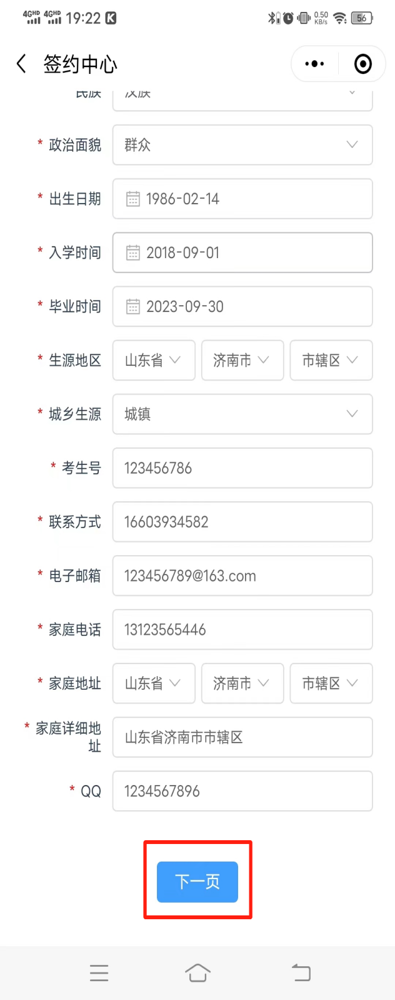 4GHD 4GHD 19:22 K 0.50 KB/s 56
签约中心
民族 汉族
* 政治面貌 群众
* 出生日期 1986-02-14
* 入学时间 2018-09-01
* 毕业时间 2023-09-30
* 生源地区 山东省 济南市 市辖区
* 城乡生源 城镇
* 考生号 123456786
* 联系方式 16603934582
* 电子邮箱 123456789@163.com
* 家庭电话 13123565446
* 家庭地址 山东省 济南市 市辖区
* 家庭详细地
址 山东省济南市市辖区
* QQ 1234567896
下一页